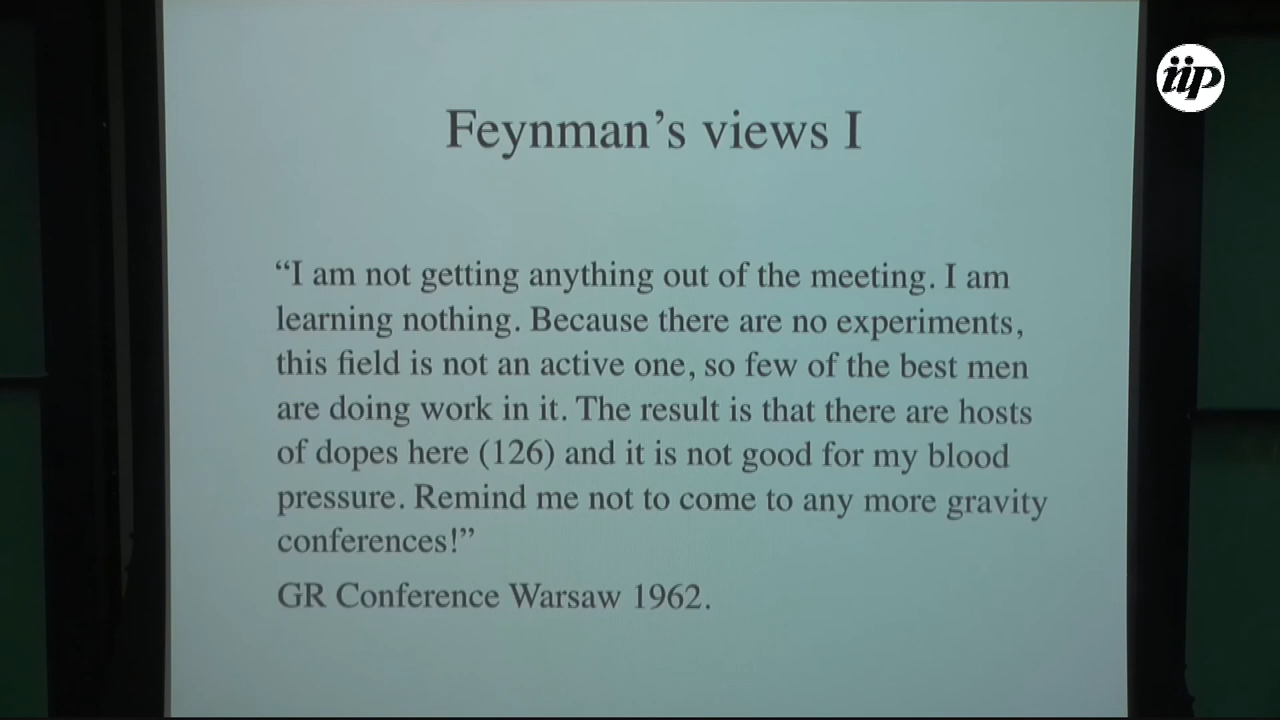 iip
Feynman's views I
“I am not getting anything out of the meeting. I am
learning nothing. Because there are no experiments,
this field is not an active one, so few of the best men
are doing work in it. The result is that there are hosts
of dopes here (126) and it is not good for my blood
pressure. Remind me not to come to any more gravity
conferences!”
GR Conference Warsaw 1962.